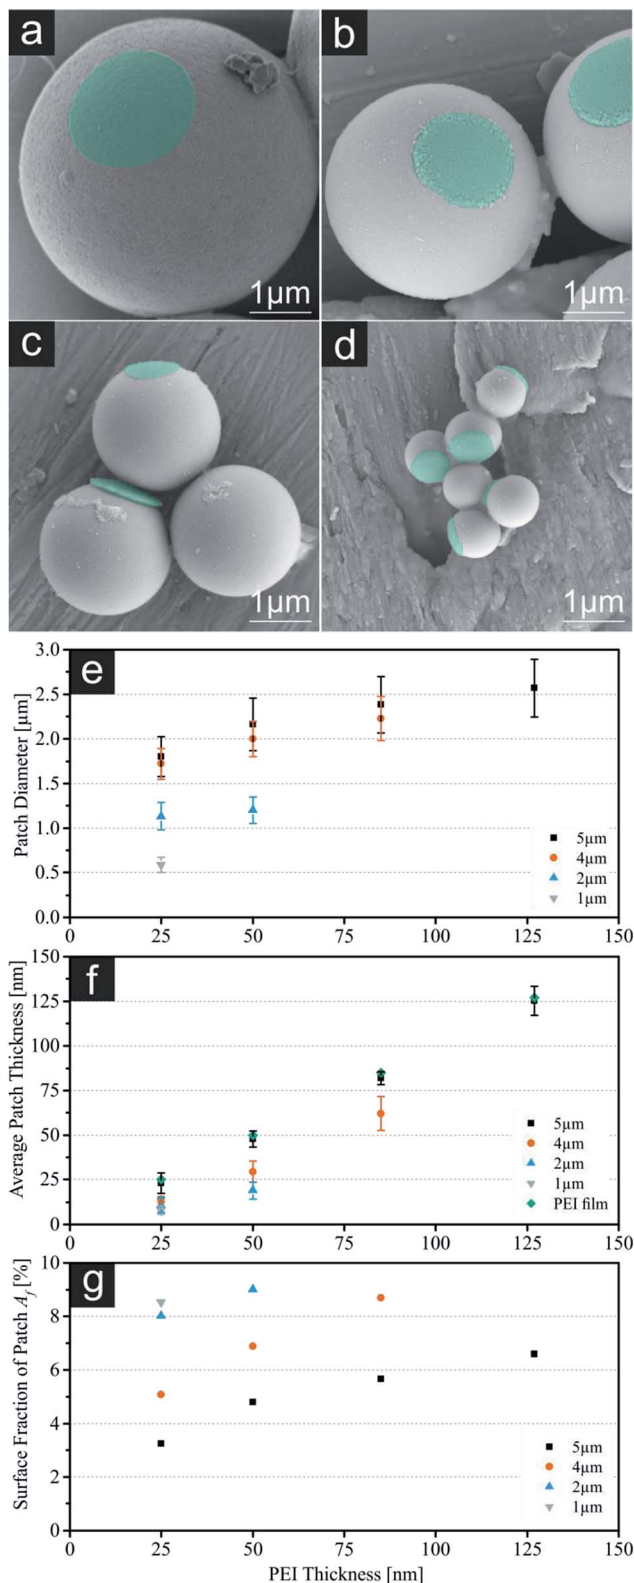 a
b
1µm
1µm
c
d
1µm
1µm
e
Patch Diameter [µm]
3.0
2.5
2.0
1.5
1.0
0.5
0.0
5µm
4µm
2µm
1µm
0 25 50 75 100 125 150
f
Average Patch Thickness [nm]
150
125
100
75
50
25
0
5µm
4µm
2µm
1µm
PEI film
0 25 50 75 100 125 150
g
Surface Fraction of Patch A_f [%]
10
8
6
4
2
0
5µm
4µm
2µm
1µm
0 25 50 75 100 125 150
PEI Thickness [nm]